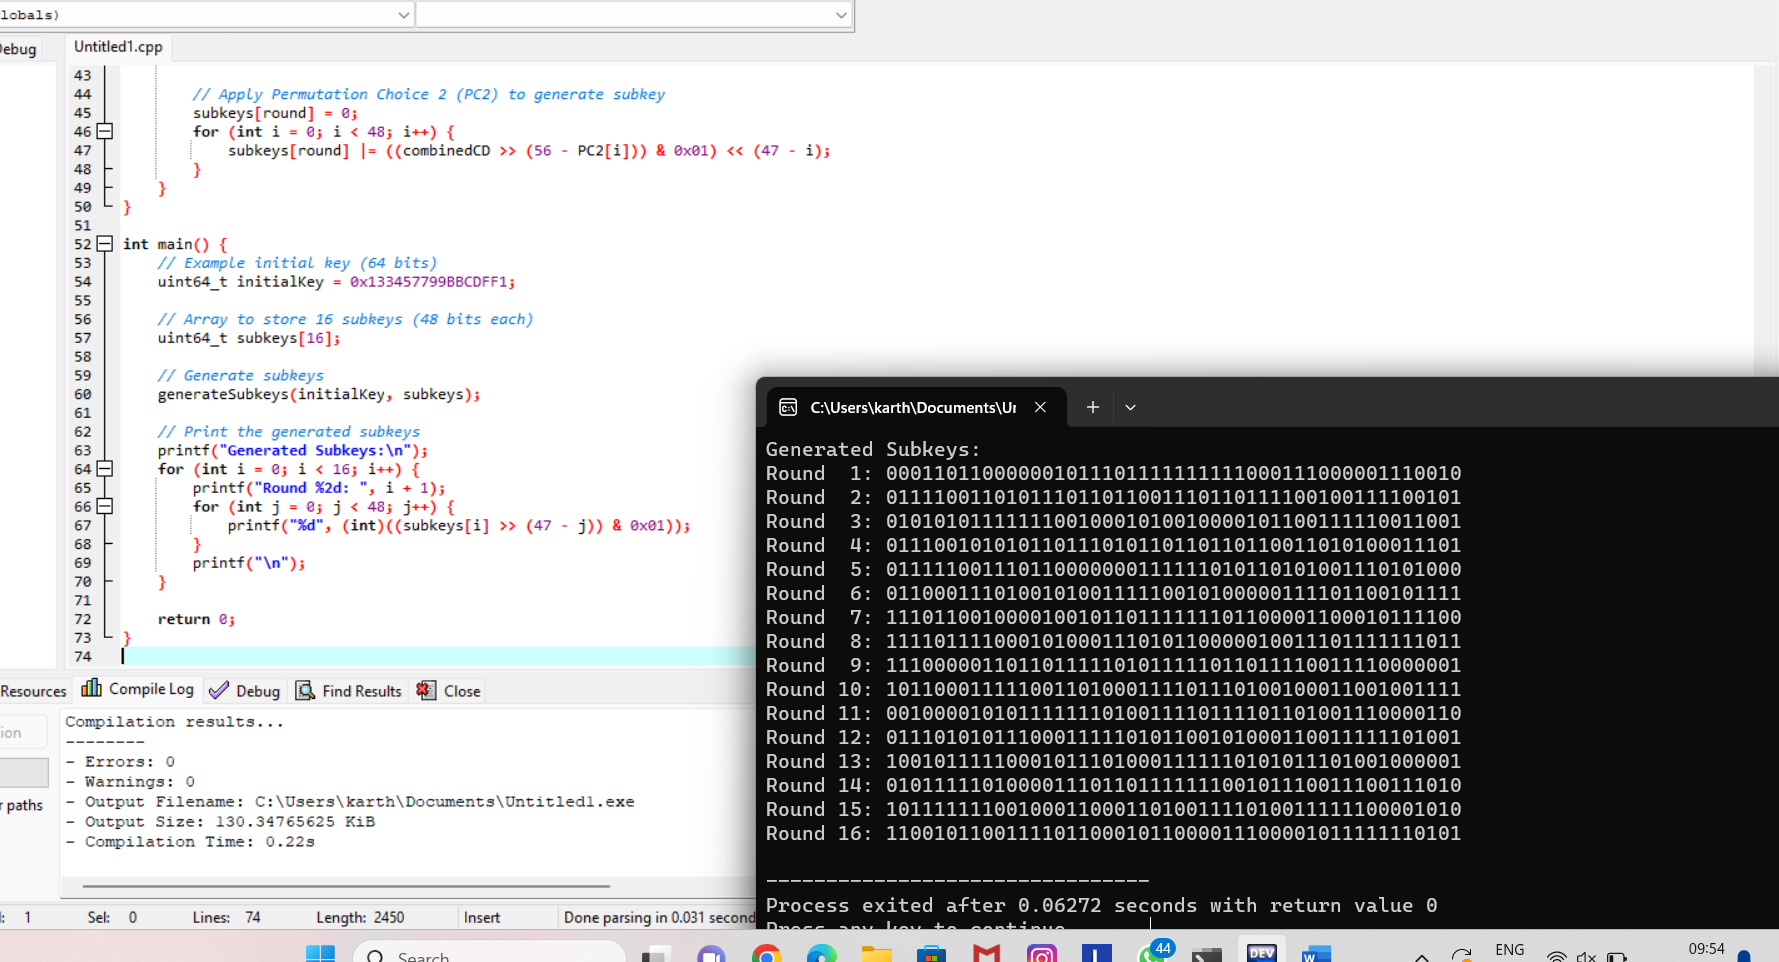 lobals)
Debug
Untitled1.cpp
43
44 // Apply Permutation Choice 2 (PC2) to generate subkey
45 subkeys[round] = 0;
46 for (int i = 0; i < 48; i++) {
47 subkeys[round] |= ((combinedCD >> (56 - PC2[i])) & 0x01) << (47 - i);
48 }
49 }
50 }
51
52 int main() {
53 // Example initial key (64 bits)
54 uint64_t initialKey = 0x133457799BBCDFF1;
55
56 // Array to store 16 subkeys (48 bits each)
57 uint64_t subkeys[16];
58
59 // Generate subkeys
60 generateSubkeys(initialKey, subkeys);
61
62 // Print the generated subkeys
63 printf("Generated Subkeys:\n");
64 for (int i = 0; i < 16; i++) {
65 printf("Round %2d: ", i + 1);
66 for (int j = 0; j < 48; j++) {
67 printf("%d", (int)((subkeys[i] >> (47 - j)) & 0x01));
68 }
69 printf("\n");
70 }
71
72 return 0;
73 }
74
C:\Users\karth\Documents\Ur
Generated Subkeys:
Round 1: 000110110000001011101111111111000111000001110010
Round 2: 011110011010111011011001110110111100100111100101
Round 3: 010101011111110010001010010000101100111110011001
Round 4: 011100101010110111010110110110110011010100011101
Round 5: 011111001110110000000111111010110101001110101000
Round 6: 011000111010010100111110010100000111101100101111
Round 7: 111011001000010010110111111101100001100010111100
Round 8: 111101111000101000111010110000010011101111111011
Round 9: 111000001101101111101011111011011110011110000001
Round 10: 101100011111001101000111101110100100011001001111
Round 11: 001000010101111111010011110111101101001110000110
Round 12: 011101010111000111110101100101000110011111101001
Round 13: 100101111100010111010001111110101011101001000001
Round 14: 010111110100001110110111111100101110011100111010
Round 15: 101111111001000110001101001111010011111100001010
Round 16: 110010110011110110001011000011100001011111110101
--------------------------------
Process exited after 0.06272 seconds with return value 0
Press any key to continue
Resources Compile Log Debug Find Results Close
Compilation results...
--------
- Errors: 0
- Warnings: 0
- Output Filename: C:\Users\karth\Documents\Untitled1.exe
- Output Size: 130.34765625 KiB
- Compilation Time: 0.22s
ion
r paths
: 1 Sel: 0 Lines: 74 Length: 2450 Insert Done parsing in 0.031 second
Search
44
DEV
W
ENG
09:54